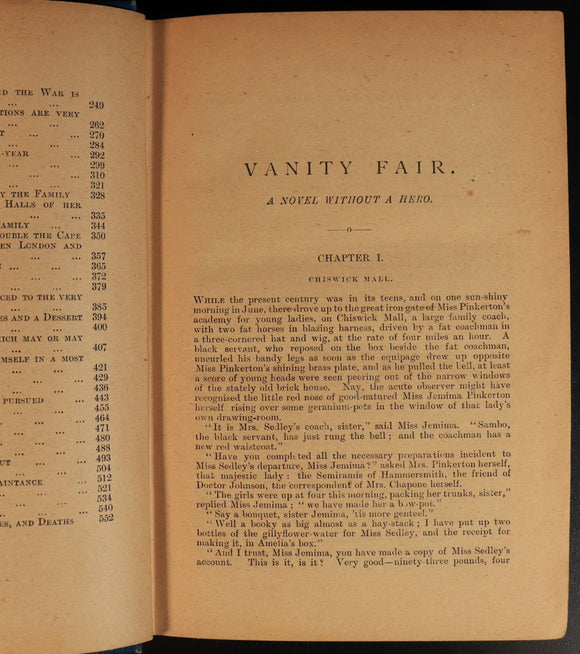 ND THE WAR IS
... ... 249
TIONS ARE VERY
... ... 262
T ... ... 270
... ... 284
-YEAR ... 292
... ... 299
... ... 310
... ... 321
Y THE FAMILY 328
HALLS OF HER
... ... 335
FAMILY ... 344
OUBLE THE CAPE 350
EEN LONDON AND
... ... 357
N ... ... 365
... ... 372
... ... 379
CED TO THE VERY
... ... 385
ES AND A DESSERT 394
... ... 400
HICH MAY OR MAY
... ... 407
MSELF IN A MOST
... ... 421
... ... 429
... ... 436
PURSUED ... 443
... ... 455
... ... 464
... ... 471
... ... 480
... ... 488
OUT ... ... 493
... ... 504
AINTANCE ... 512
... ... 521
... ... 534
... ... 540
ES, AND DEATHS 552
VANITY FAIR.
A NOVEL WITHOUT A HERO.
CHAPTER I.
CHISWICK MALL.
WHILE the present century was in its teens, and on one sun-shiny
morning in June, there drove up to the great iron gate of Miss Pinkerton's
academy for young ladies, on Chiswick Mall, a large family coach,
with two fat horses in blazing harness, driven by a fat coachman in
a three-cornered hat and wig, at the rate of four miles an hour. A
black servant, who reposed on the box beside the fat coachman,
uncurled his bandy legs as soon as the equipage drew up opposite
Miss Pinkerton's shining brass plate, and as he pulled the bell, at least
a score of young heads were seen peering out of the narrow windows
of the stately old brick house. Nay, the acute observer might have
recognised the little red nose of good-natured Miss Jemima Pinkerton
herself rising over some geranium-pots in the window of that lady's
own drawing-room.
"It is Mrs. Sedley's coach, sister," said Miss Jemima. "Sambo,
the black servant, has just rung the bell; and the coachman has a
new red waistcoat."
"Have you completed all the necessary preparations incident to
Miss Sedley's departure, Miss Jemima?" asked Mrs. Pinkerton herself,
that majestic lady: the Semiramis of Hammersmith, the friend of
Doctor Johnson, the correspondent of Mrs. Chapone herself.
"The girls were up at four this morning, packing her trunks, sister,"
replied Miss Jemima; "we have made her a bow-pot."
"Say a bouquet, sister Jemima, 'tis more genteel."
"Well a booky as big almost as a hay-stack; I have put up two
bottles of the gillyflower-water for Miss Sedley, and the receipt for
making it, in Amelia's box."
"And I trust, Miss Jemima, you have made a copy of Miss Sedley's
account. This is it, is it? Very good—ninety-three pounds, four